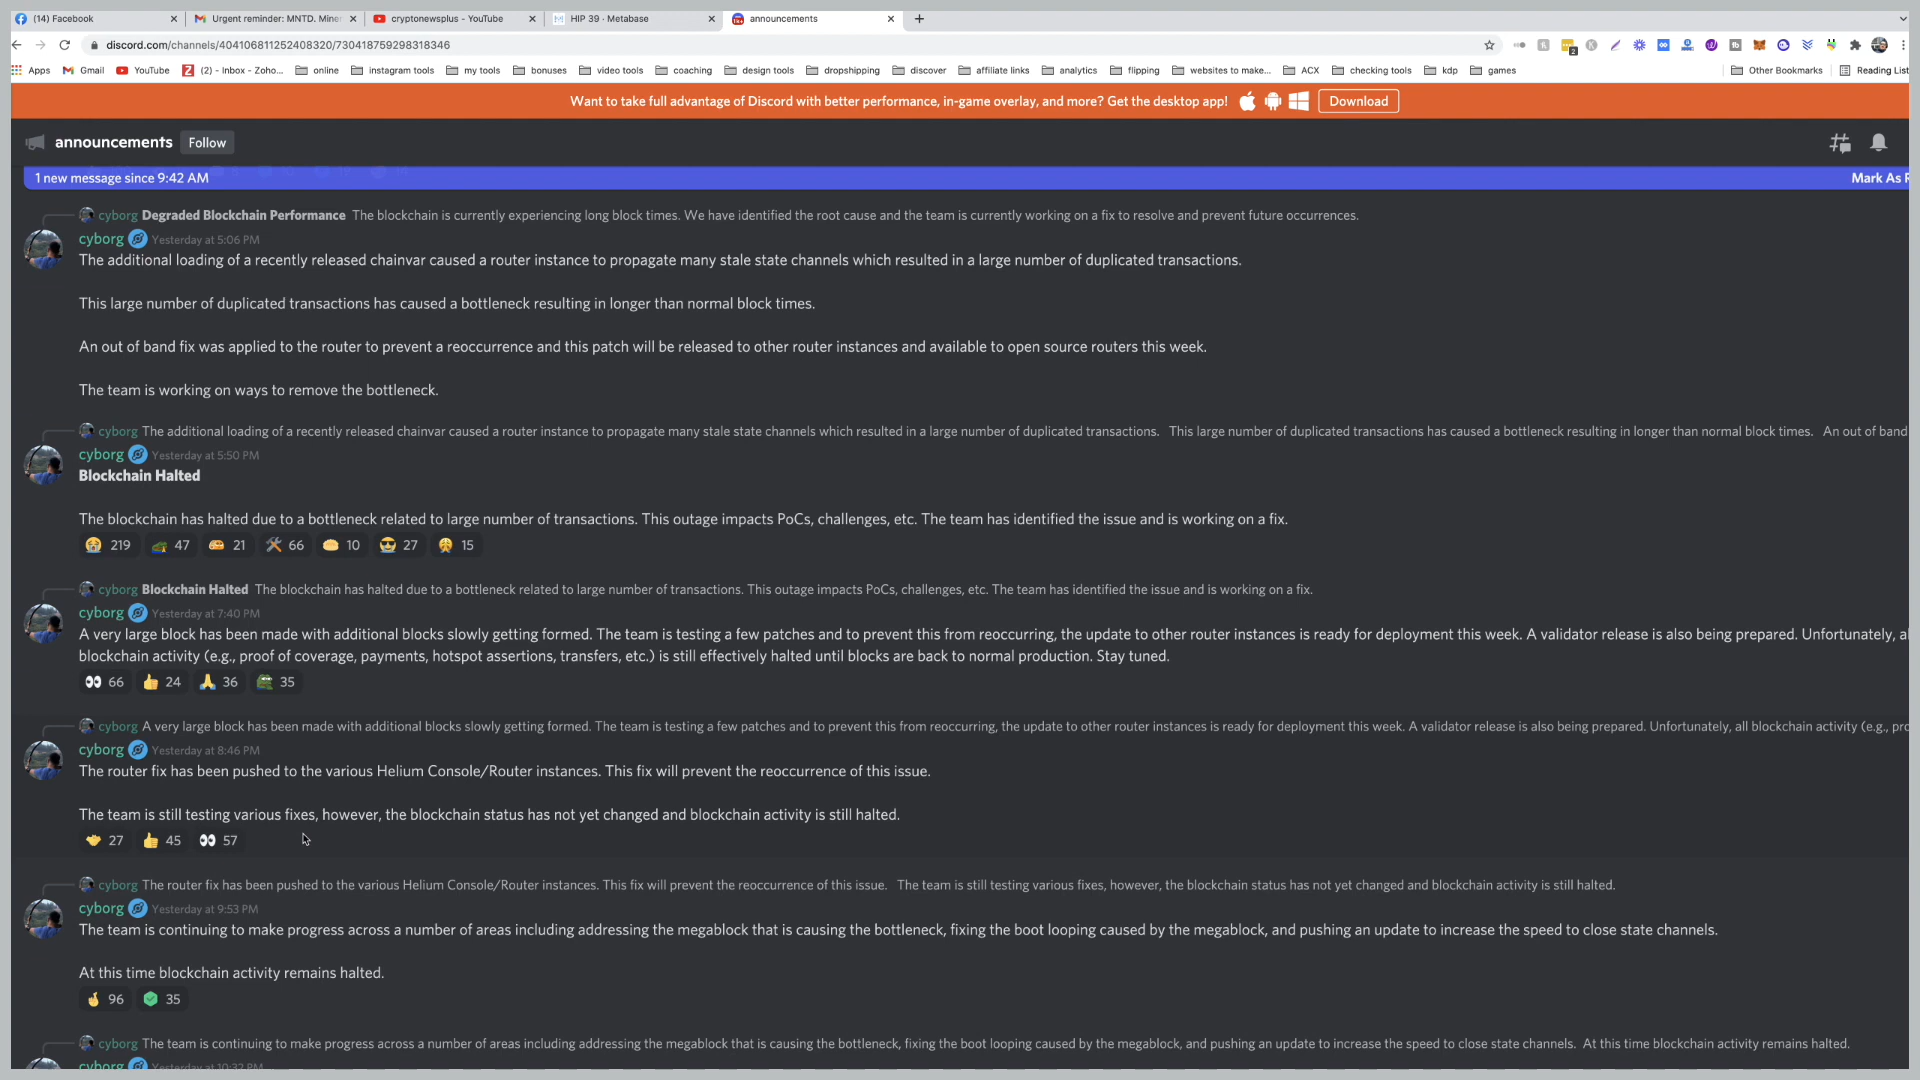 (14) Facebook
Urgent reminder: MNTD. Miner
cryptonewsplus - YouTube
HIP 39 · Metabase
announcements
discord.com/channels/404106811252408320/730418759298318346
Apps
Gmail
YouTube
(2) - Inbox - Zoho...
online
instagram tools
my tools
bonuses
video tools
coaching
design tools
dropshipping
discover
affiliate links
analytics
flipping
websites to make...
ACX
checking tools
kdp
games
Other Bookmarks
Reading List
Want to take full advantage of Discord with better performance, in-game overlay, and more? Get the desktop app!
Download
announcements
Follow
1 new message since 9:42 AM
Mark As R
cyborg Degraded Blockchain Performance The blockchain is currently experiencing long block times. We have identified the root cause and the team is currently working on a fix to resolve and prevent future occurrences.
cyborg Yesterday at 5:06 PM
The additional loading of a recently released chainvar caused a router instance to propagate many stale state channels which resulted in a large number of duplicated transactions.
This large number of duplicated transactions has caused a bottleneck resulting in longer than normal block times.
An out of band fix was applied to the router to prevent a reoccurrence and this patch will be released to other router instances and available to open source routers this week.
The team is working on ways to remove the bottleneck.
cyborg The additional loading of a recently released chainvar caused a router instance to propagate many stale state channels which resulted in a large number of duplicated transactions. This large number of duplicated transactions has caused a bottleneck resulting in longer than normal block times. An out of band
cyborg Yesterday at 5:50 PM
Blockchain Halted
The blockchain has halted due to a bottleneck related to large number of transactions. This outage impacts PoCs, challenges, etc. The team has identified the issue and is working on a fix.
219 47 21 66 10 27 15
cyborg Blockchain Halted The blockchain has halted due to a bottleneck related to large number of transactions. This outage impacts PoCs, challenges, etc. The team has identified the issue and is working on a fix.
cyborg Yesterday at 7:40 PM
A very large block has been made with additional blocks slowly getting formed. The team is testing a few patches and to prevent this from reoccurring, the update to other router instances is ready for deployment this week. A validator release is also being prepared. Unfortunately, al
blockchain activity (e.g., proof of coverage, payments, hotspot assertions, transfers, etc.) is still effectively halted until blocks are back to normal production. Stay tuned.
66 24 36 35
cyborg A very large block has been made with additional blocks slowly getting formed. The team is testing a few patches and to prevent this from reoccurring, the update to other router instances is ready for deployment this week. A validator release is also being prepared. Unfortunately, all blockchain activity (e.g., pro
cyborg Yesterday at 8:46 PM
The router fix has been pushed to the various Helium Console/Router instances. This fix will prevent the reoccurrence of this issue.
The team is still testing various fixes, however, the blockchain status has not yet changed and blockchain activity is still halted.
27 45 57
cyborg The router fix has been pushed to the various Helium Console/Router instances. This fix will prevent the reoccurrence of this issue. The team is still testing various fixes, however, the blockchain status has not yet changed and blockchain activity is still halted.
cyborg Yesterday at 9:53 PM
The team is continuing to make progress across a number of areas including addressing the megablock that is causing the bottleneck, fixing the boot looping caused by the megablock, and pushing an update to increase the speed to close state channels.
At this time blockchain activity remains halted.
96 35
cyborg The team is continuing to make progress across a number of areas including addressing the megablock that is causing the bottleneck, fixing the boot looping caused by the megablock, and pushing an update to increase the speed to close state channels. At this time blockchain activity remains halted.
cyborg Yesterday at 10:32 PM